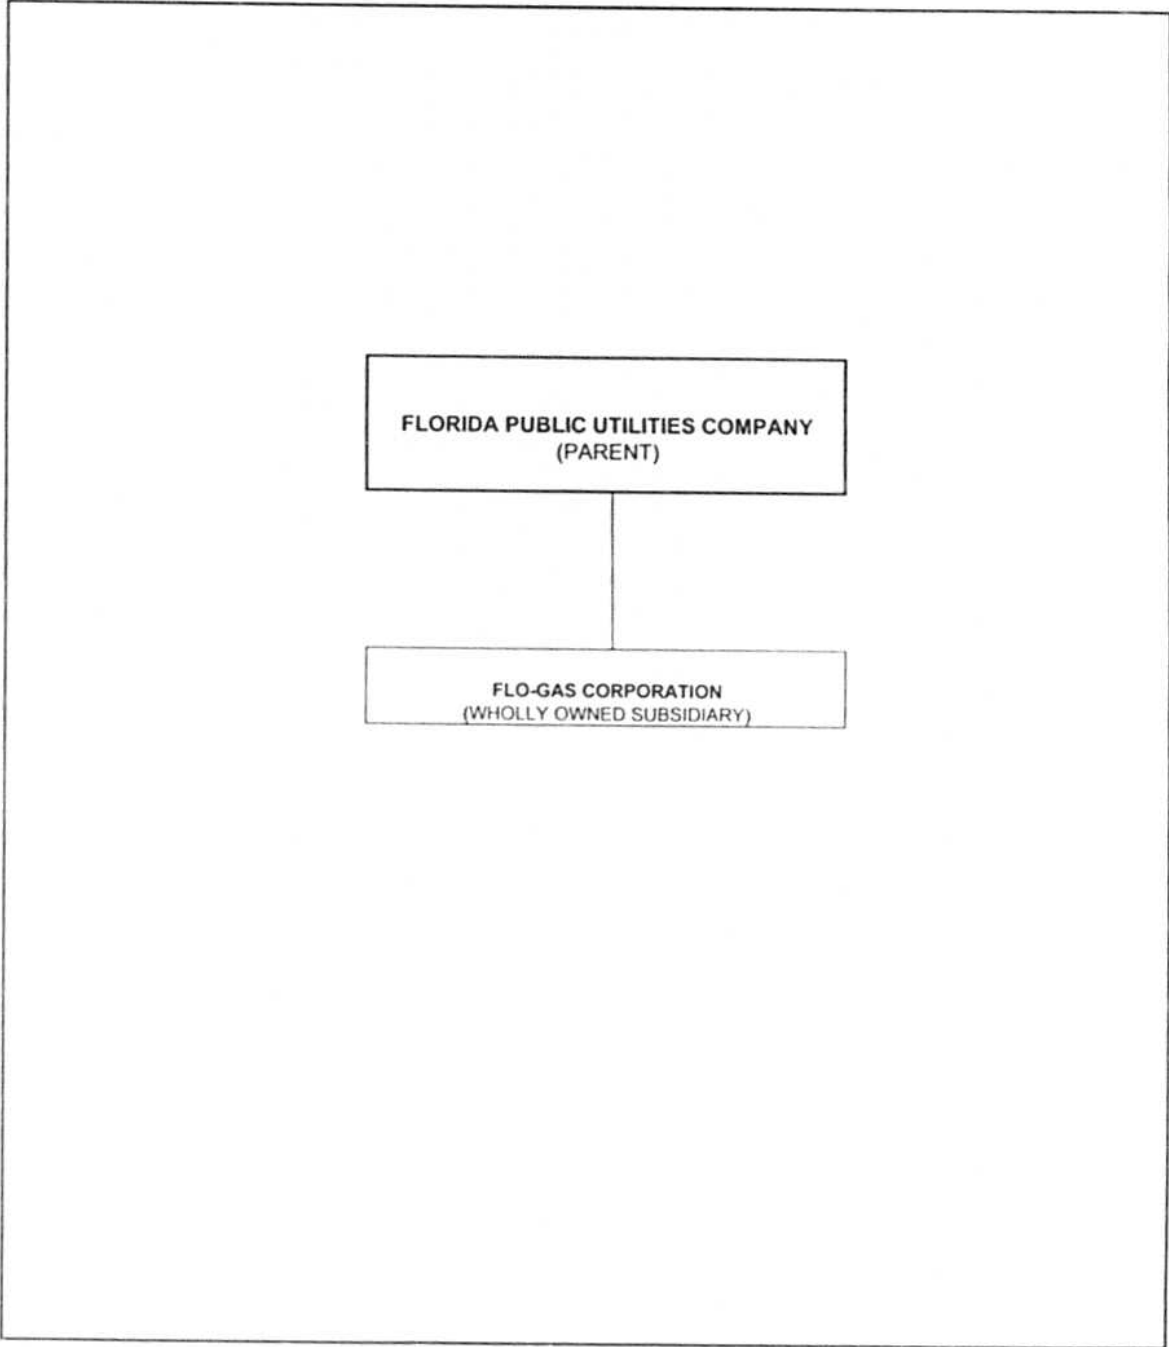 FLORIDA PUBLIC UTILITIES COMPANY
(PARENT)
FLO-GAS CORPORATION
(WHOLLY OWNED SUBSIDIARY)